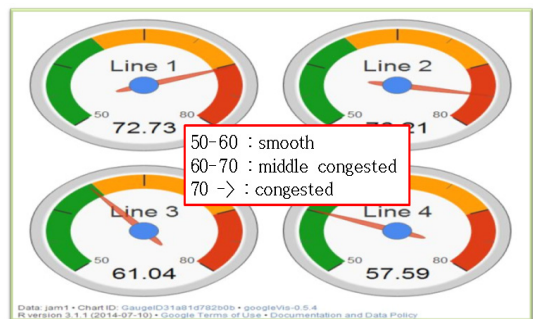 Line 1
50
80
72.73
Line 2
50
80
50-60 : smooth
60-70 : middle congested
70 -> : congested
Line 3
50
80
61.04
Line 4
50
80
57.59
Data: jam1 • Chart ID: GaugeID31a81d782b0b • googleVis-0.5.4
R version 3.1.1 (2014-07-10) • Google Terms of Use • Documentation and Data Policy